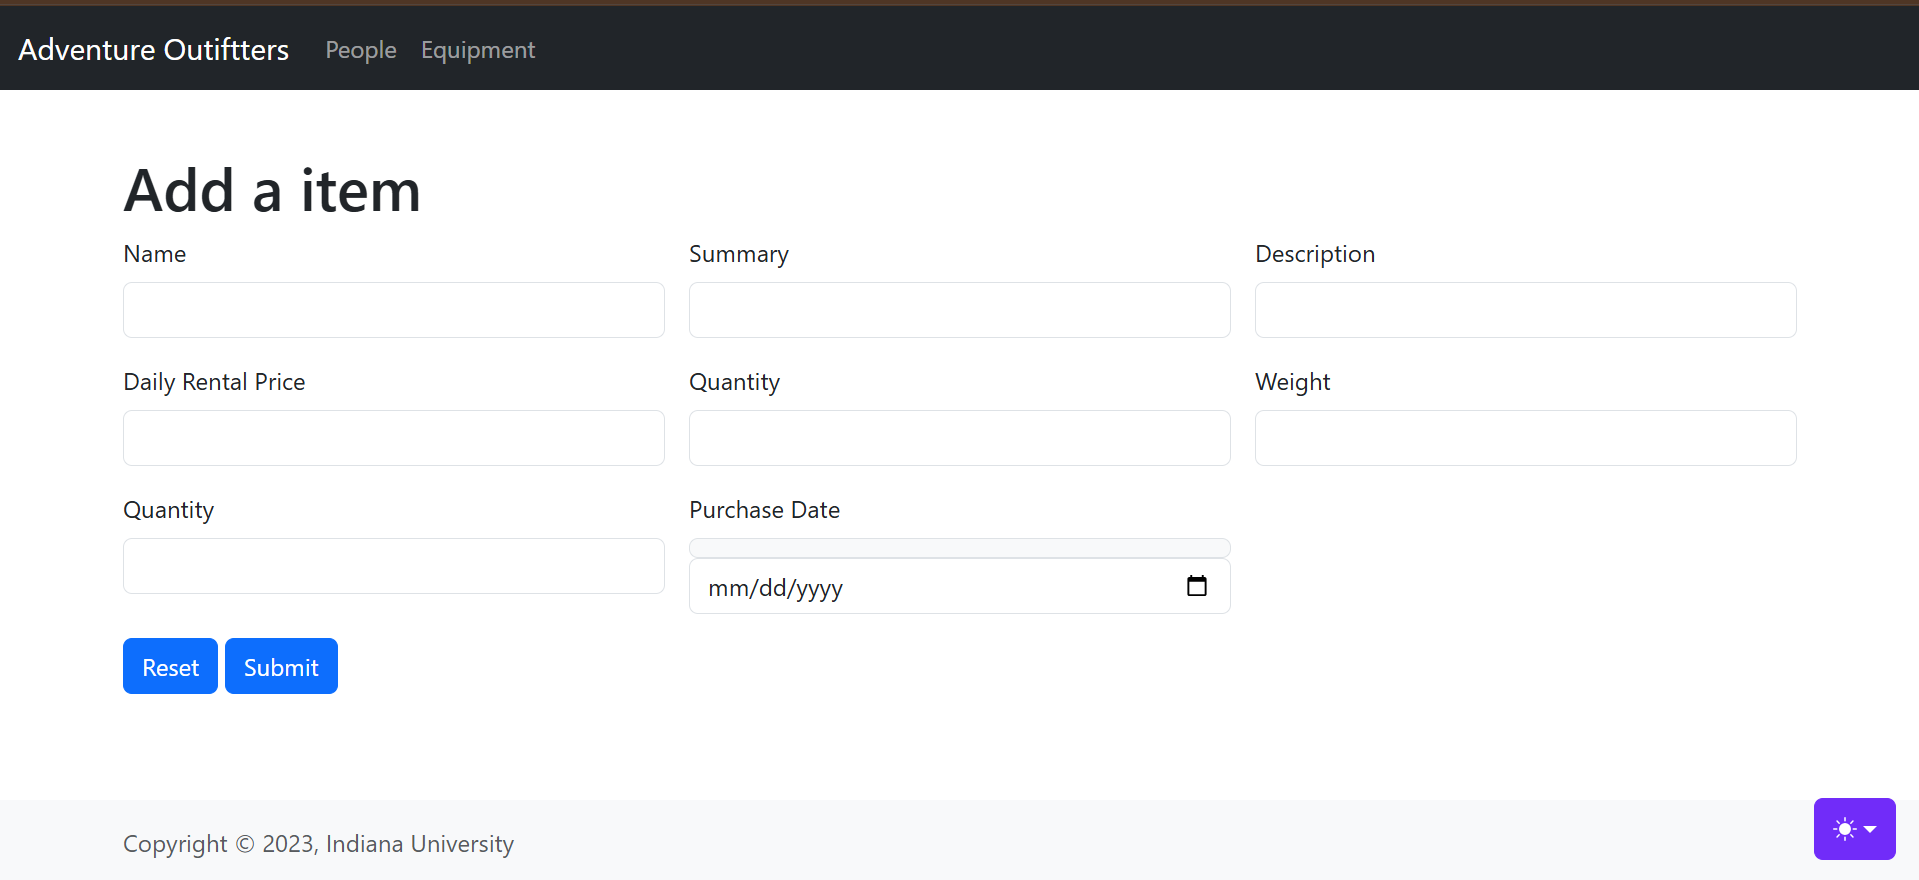 Adventure Outiftters People Equipment
Add a item
Name Summary Description
Daily Rental Price Quantity Weight
Quantity Purchase Date
mm/dd/yyyy
Reset Submit
Copyright © 2023, Indiana University